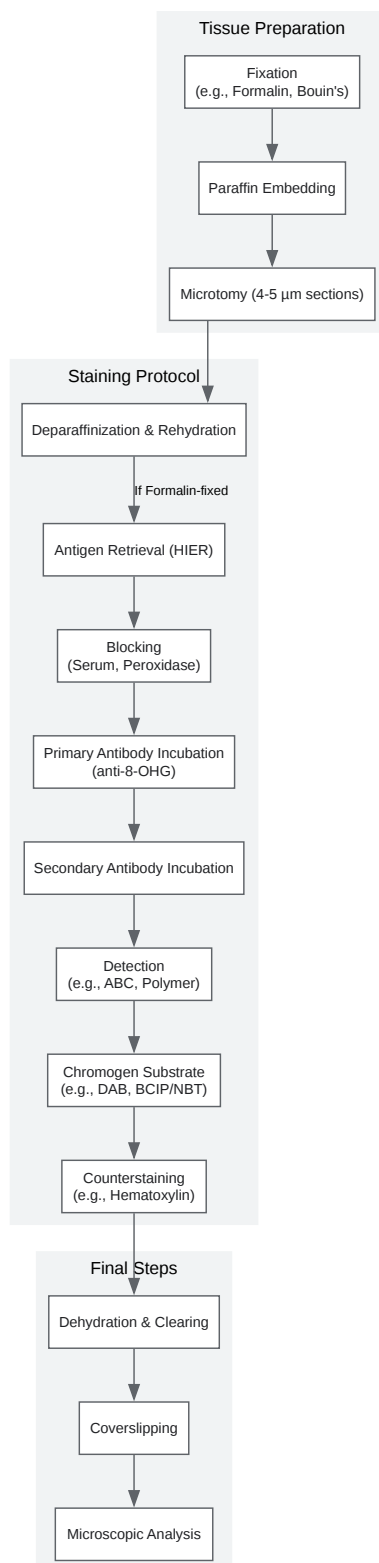 Tissue Preparation
Fixation
(e.g., Formalin, Bouin's)
Paraffin Embedding
Microtomy (4-5 µm sections)
Staining Protocol
Deparaffinization & Rehydration
If Formalin-fixed
Antigen Retrieval (HIER)
Blocking
(Serum, Peroxidase)
Primary Antibody Incubation
(anti-8-OHG)
Secondary Antibody Incubation
Detection
(e.g., ABC, Polymer)
Chromogen Substrate
(e.g., DAB, BCIP/NBT)
Counterstaining
(e.g., Hematoxylin)
Final Steps
Dehydration & Clearing
Coverslipping
Microscopic Analysis